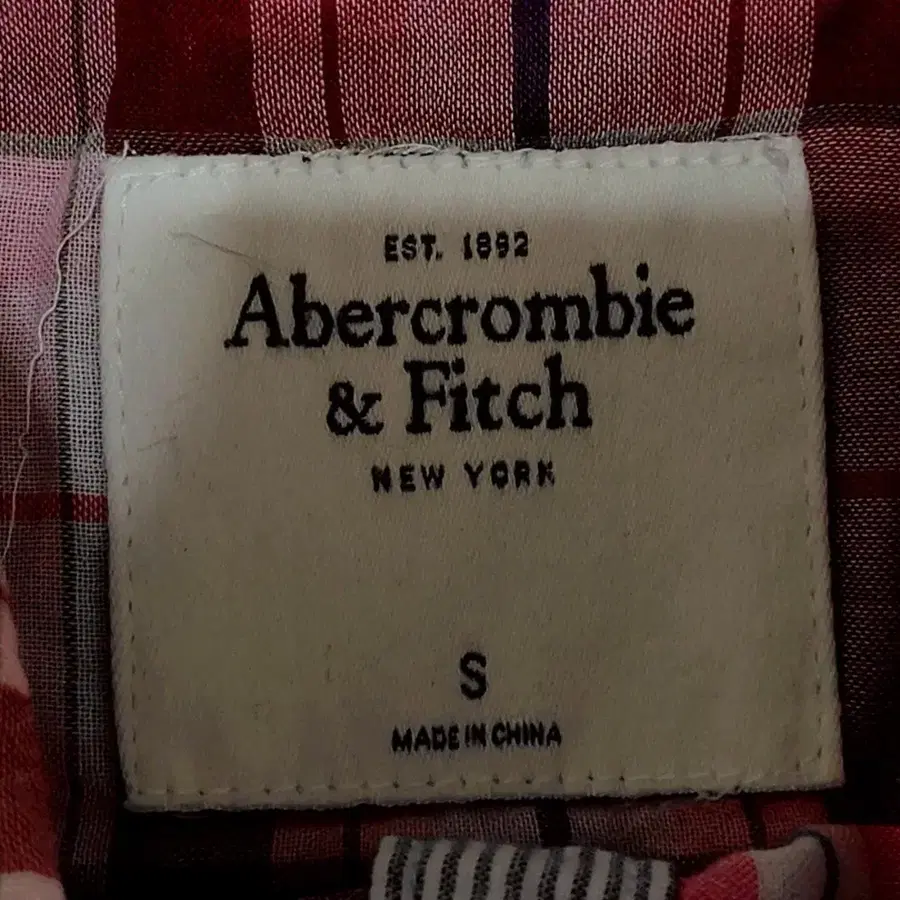 EST. 1892
Abercrombie
& Fitch
NEW YORK
S
MADE IN CHINA